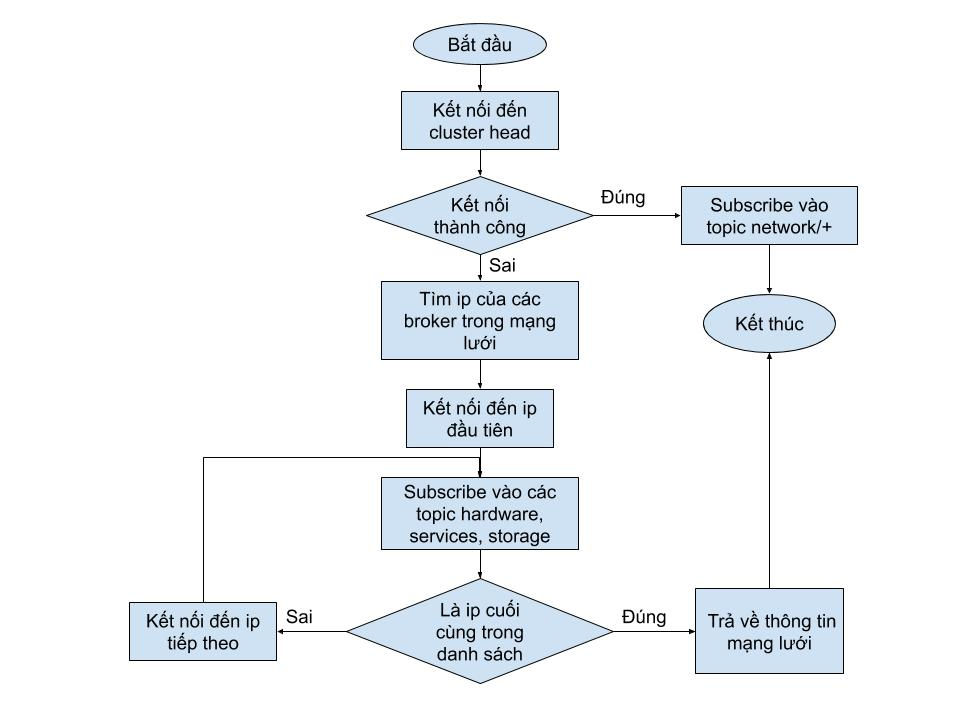 Bắt đầu
Kết nối đến
cluster head
Kết nối
thành công
Đúng
Subscribe vào
topic network/+
Sai
Tìm ip của các
broker trong mạng
lưới
Kết thúc
Kết nối đến ip
đầu tiên
Subscribe vào các
topic hardware,
services, storage
Là ip cuối
cùng trong
danh sách
Sai
Kết nối đến ip
tiếp theo
Đúng
Trả về thông tin
mạng lưới